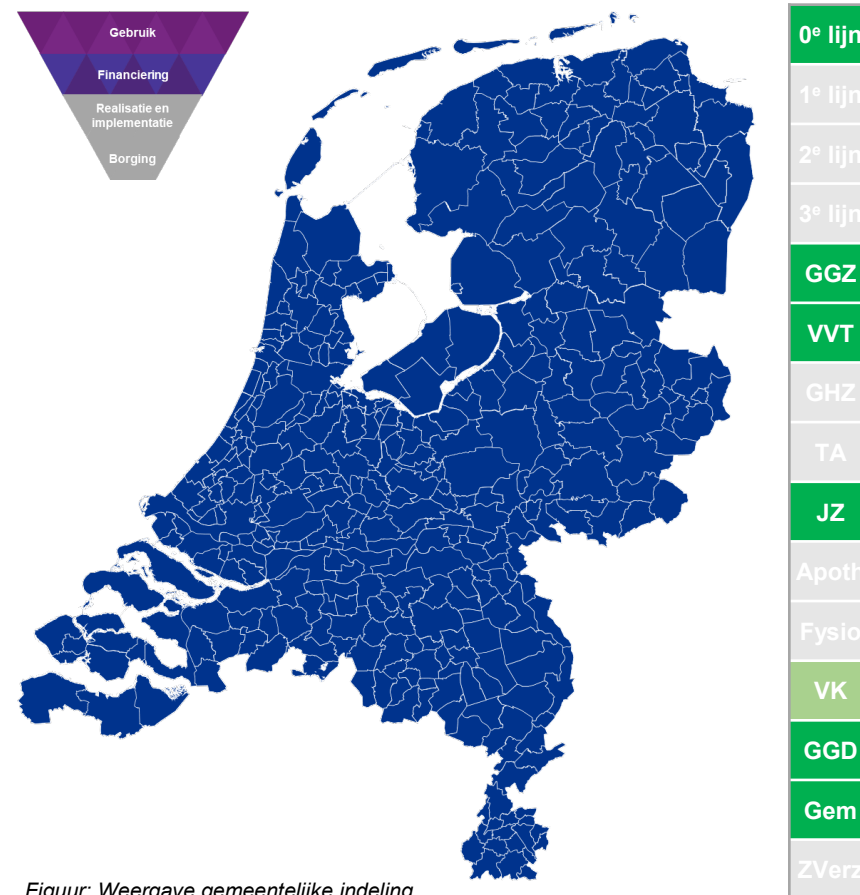 Gebruik
Financiering
Realisatie en
implementatie
Borging
0ᵉ lijn
1ᵉ lijn
2ᵉ lijn
3ᵉ lijn
GGZ
VVT
GHZ
TA
JZ
Apoth
Fysio
VK
GGD
Gem
ZVerz
Figuur: Weergave gemeentelijke indeling